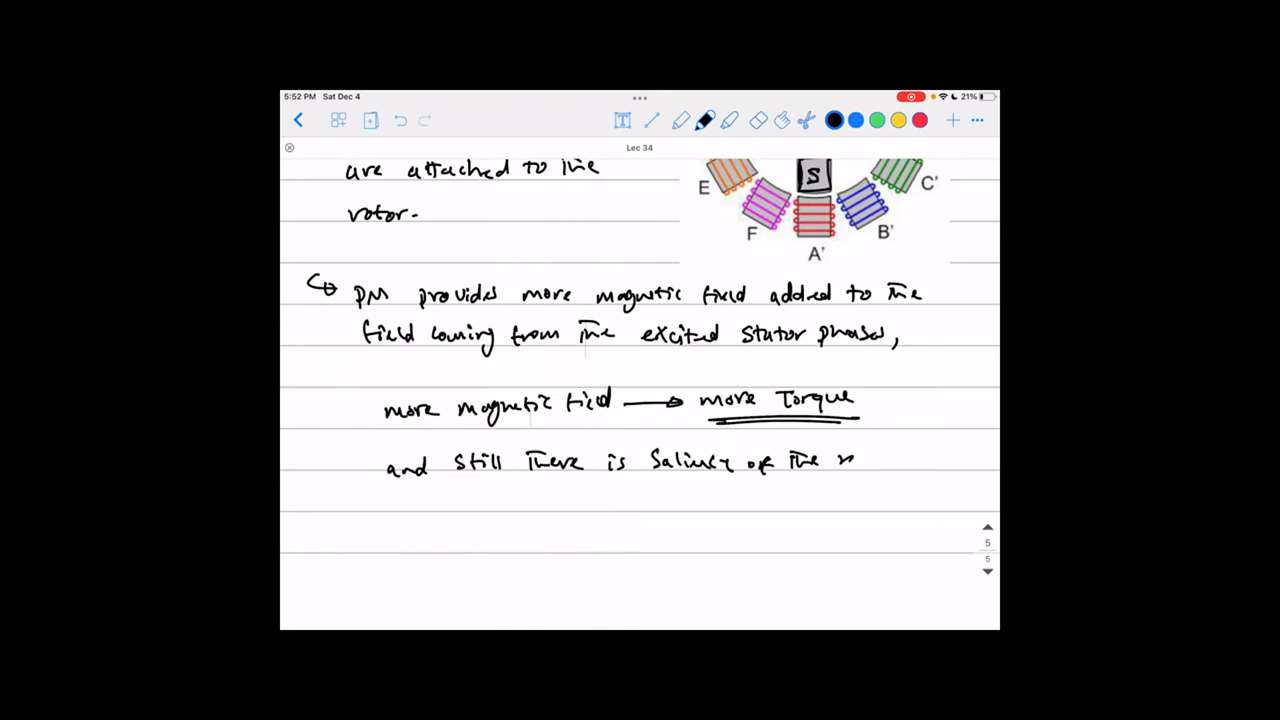 5:52 PM Sat Dec 4
21%
T
Lec 34
are attached to the
rotor.
S
E
C'
F
B'
A'
PM provides more magnetic field added to the
field coming from the excited stator phases,
more magnetic field → more Torque
and still there is Saliency of the r
5
5